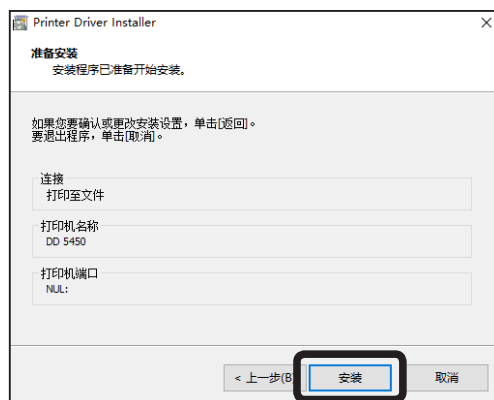 Printer Driver Installer
准备安装
安装程序已准备开始安装。
如果您要确认或更改安装设置，单击[返回]。
要退出程序，单击[取消]。
连接
打印至文件
打印机名称
DD 5450
打印机端口
NUL:
< 上一步(B 安装 取消